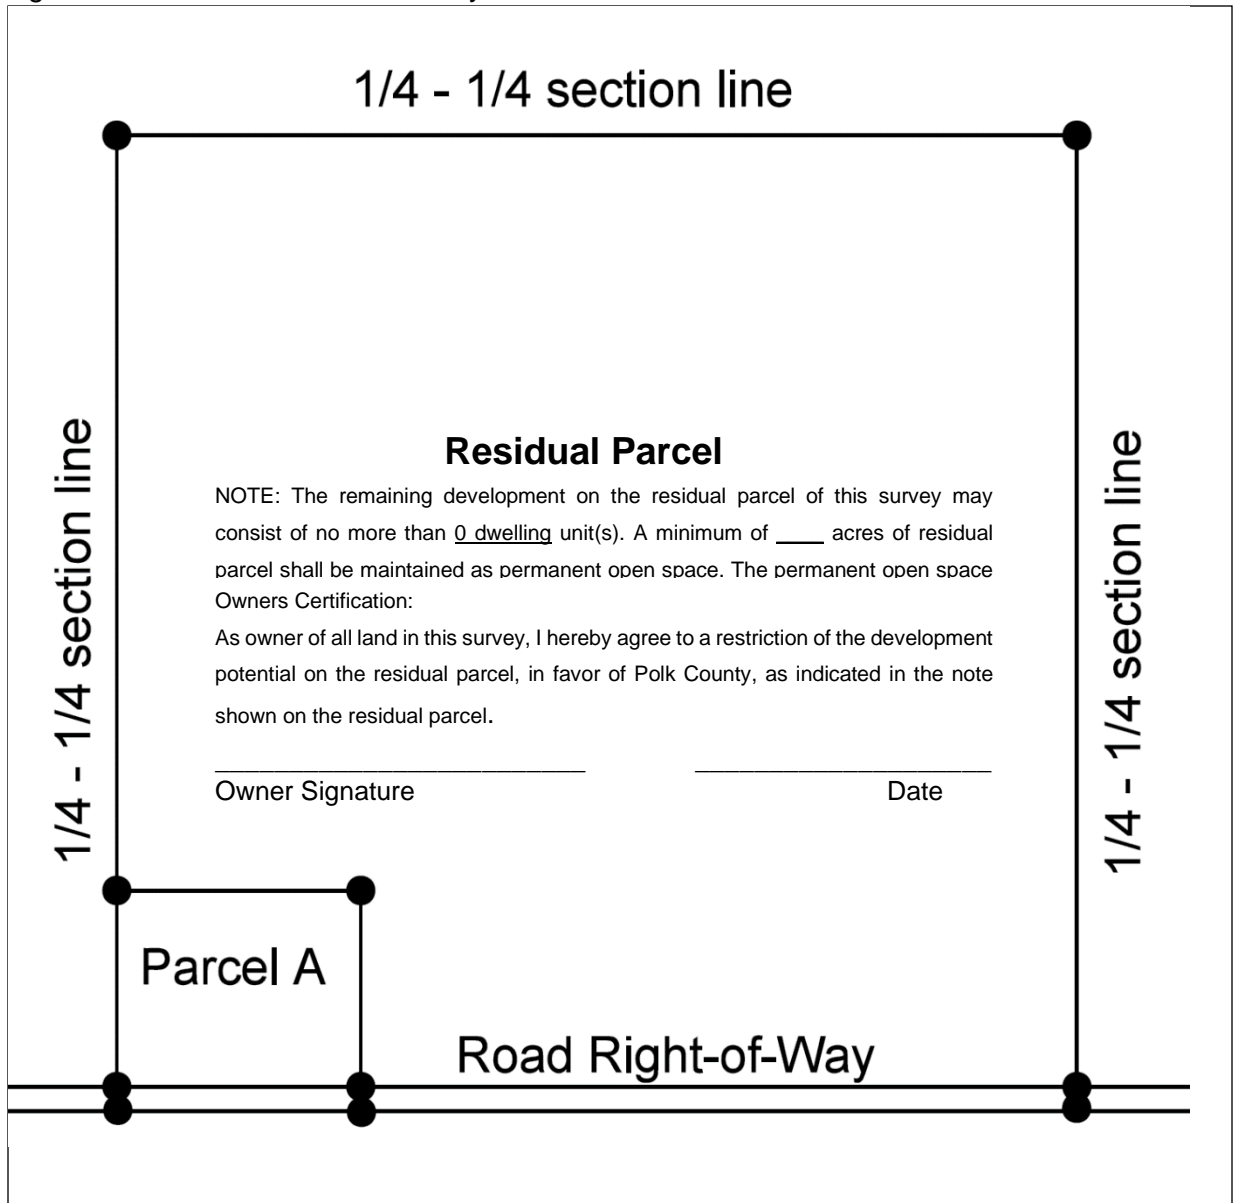 1/4 - 1/4 section line
1/4 - 1/4 section line
1/4 - 1/4 section line
Residual Parcel
NOTE: The remaining development on the residual parcel of this survey may
consist of no more than 0 dwelling unit(s). A minimum of ____ acres of residual
parcel shall be maintained as permanent open space. The permanent open space
Owners Certification:
As owner of all land in this survey, I hereby agree to a restriction of the development
potential on the residual parcel, in favor of Polk County, as indicated in the note
shown on the residual parcel.
Owner Signature Date
Parcel A
Road Right-of-Way